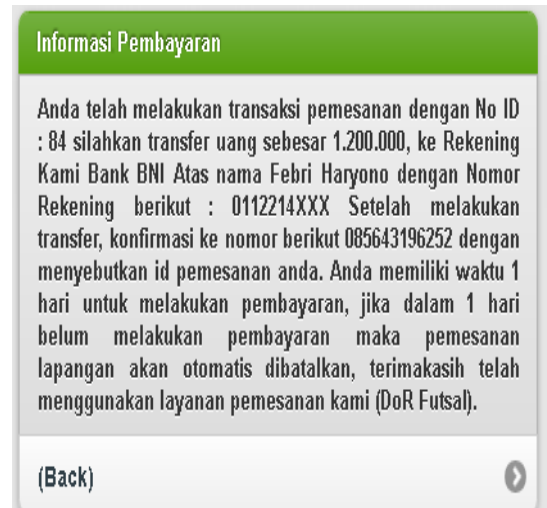 Informasi Pembayaran
Anda telah melakukan transaksi pemesanan dengan No ID
: 84 silahkan transfer uang sebesar 1.200.000, ke Rekening
Kami Bank BNI Atas nama Febri Haryono dengan Nomor
Rekening berikut : 0112214XXX Setelah melakukan
transfer, konfirmasi ke nomor berikut 085643196252 dengan
menyebutkan id pemesanan anda. Anda memiliki waktu 1
hari untuk melakukan pembayaran, jika dalam 1 hari
belum melakukan pembayaran maka pemesanan
lapangan akan otomatis dibatalkan, terimakasih telah
menggunakan layanan pemesanan kami (DoR Futsal).
(Back)